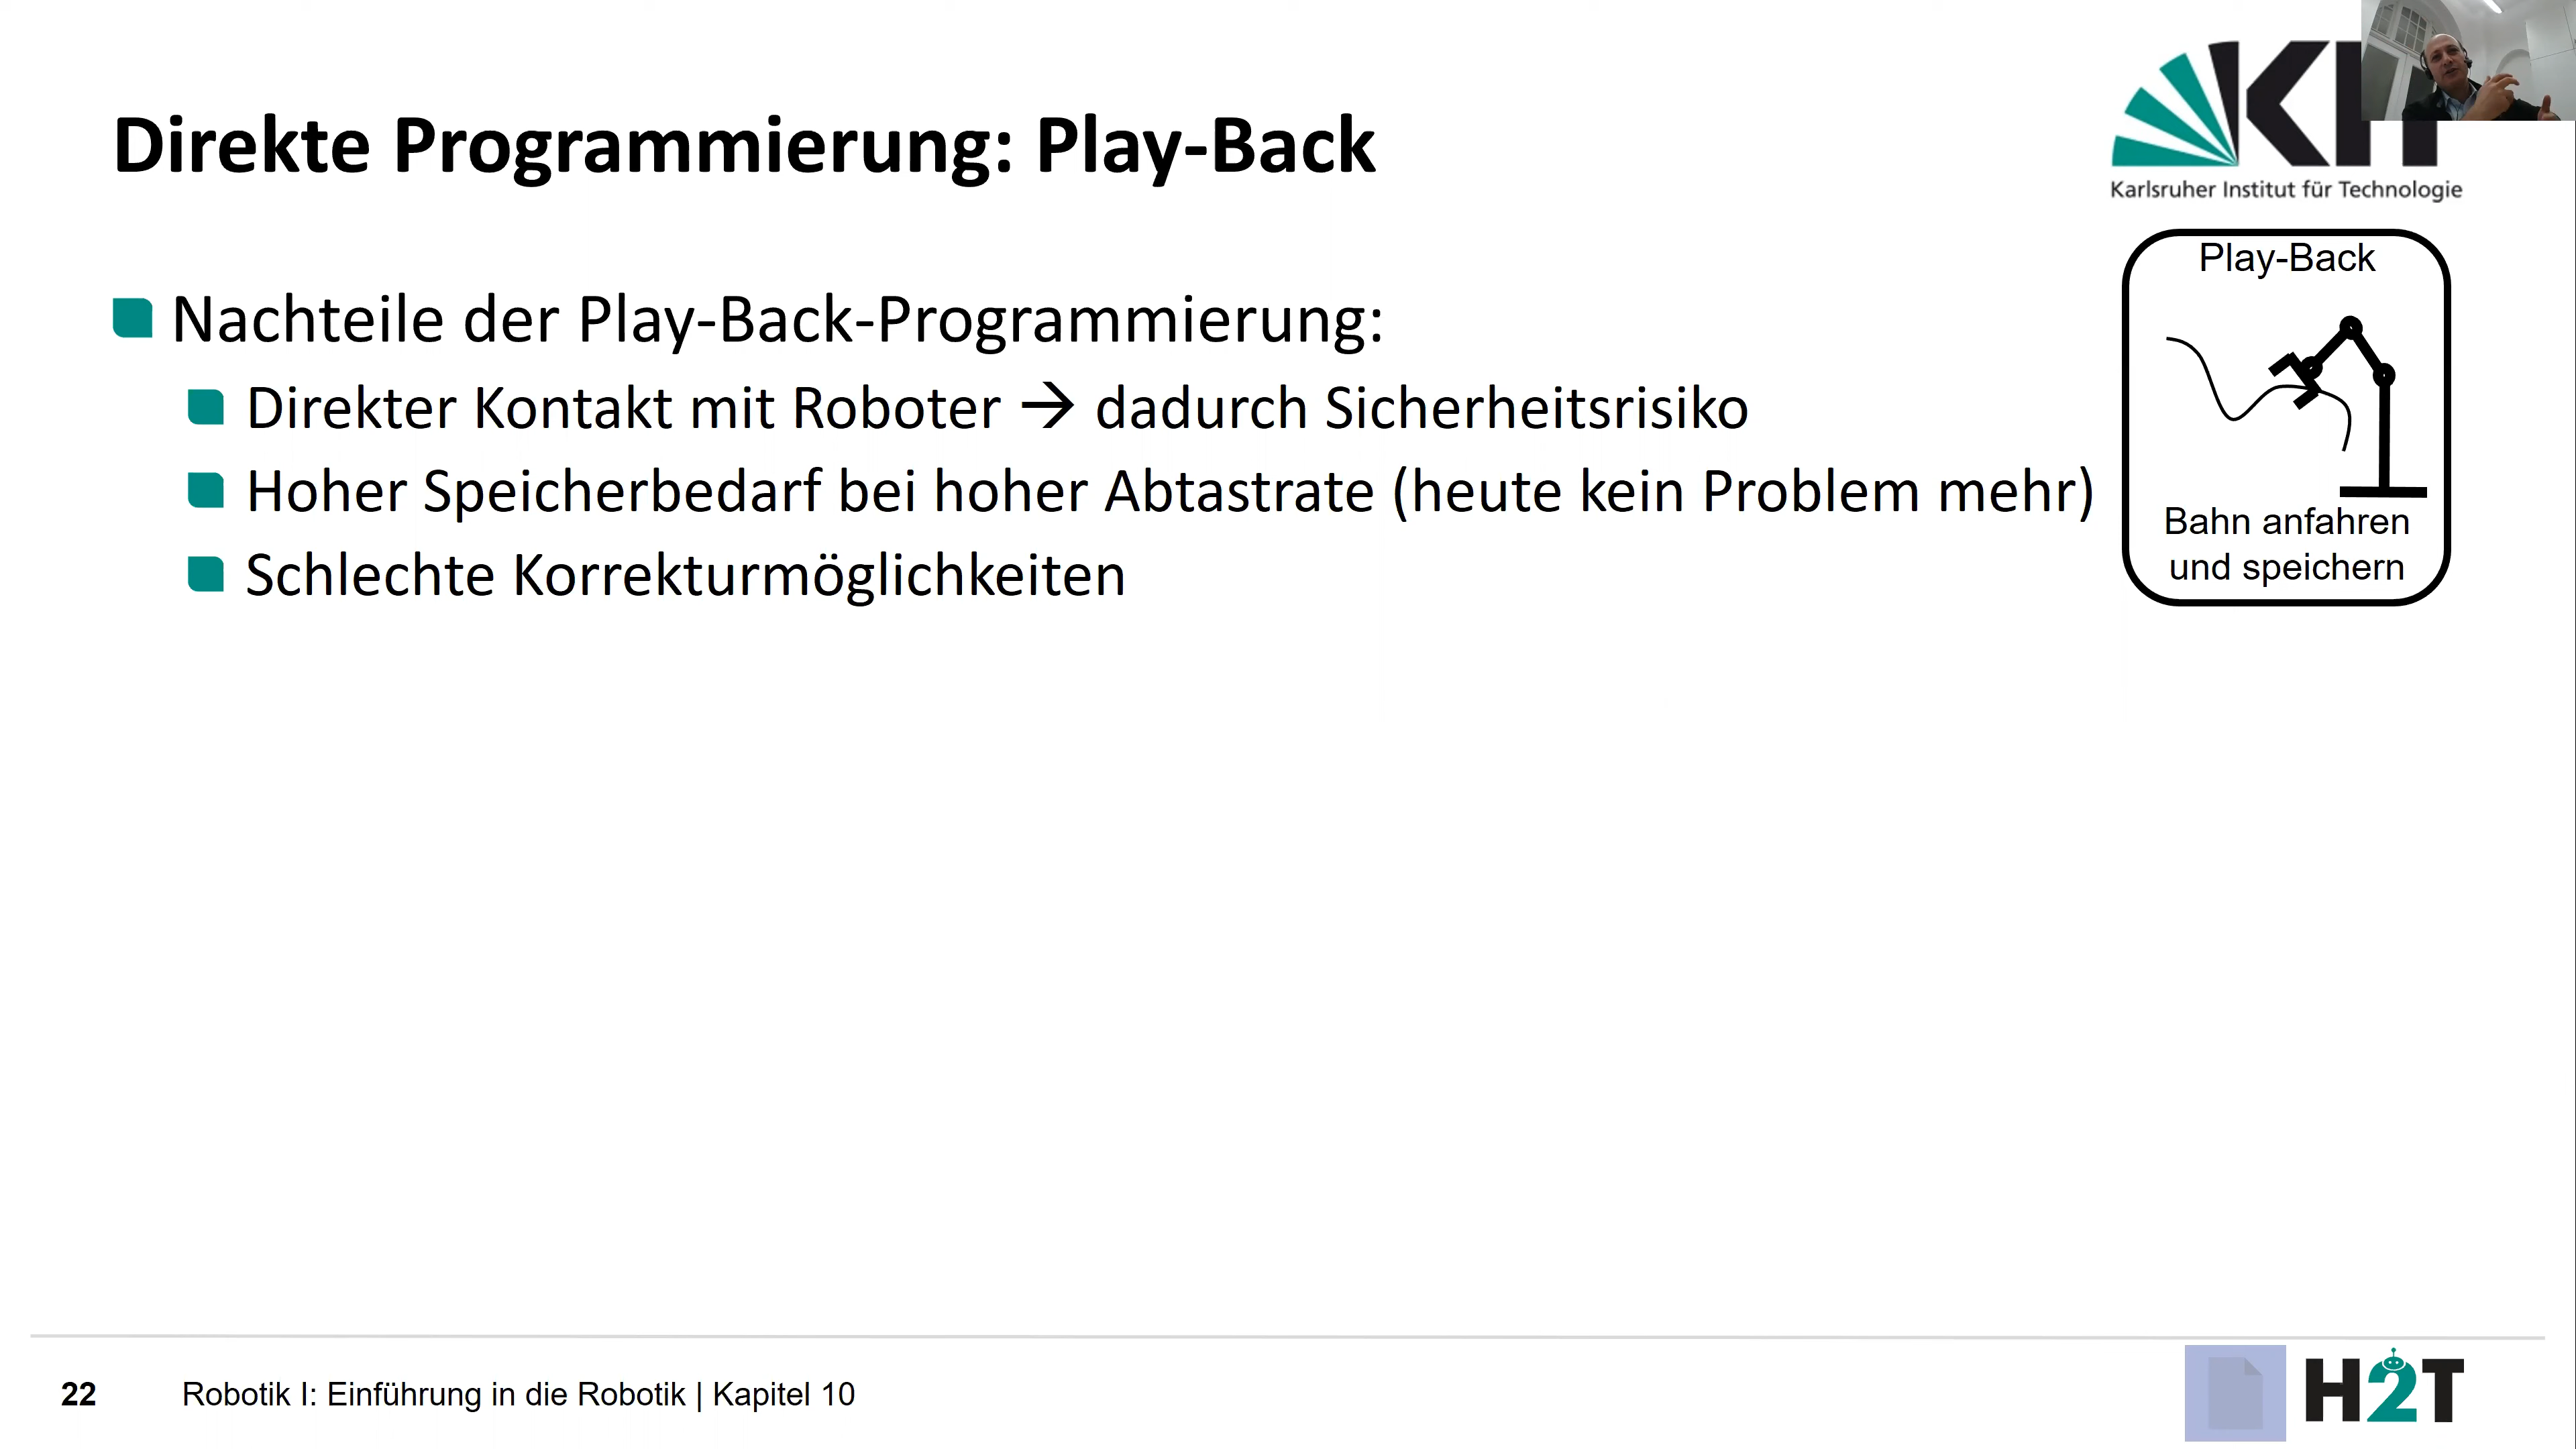 Direkte Programmierung: Play-Back
Karlsruher Institut für Technologie
Nachteile der Play-Back-Programmierung:
Direkter Kontakt mit Roboter → dadurch Sicherheitsrisiko
Hoher Speicherbedarf bei hoher Abtastrate (heute kein Problem mehr)
Schlechte Korrekturmöglichkeiten
Play-Back
Bahn anfahren
und speichern
22
Robotik I: Einführung in die Robotik | Kapitel 10
H2T